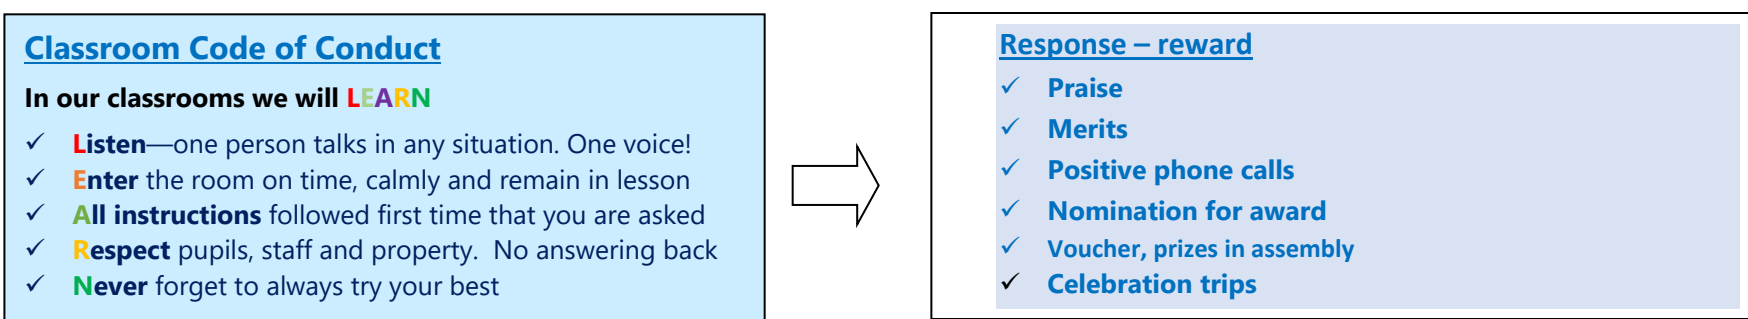 Classroom Code of Conduct
In our classrooms we will LEARN
✓ Listen—one person talks in any situation. One voice!
✓ Enter the room on time, calmly and remain in lesson
✓ All instructions followed first time that you are asked
✓ Respect pupils, staff and property.  No answering back
✓ Never forget to always try your best
Response – reward
✓ Praise
✓ Merits
✓ Positive phone calls
✓ Nomination for award
✓ Voucher, prizes in assembly
✓ Celebration trips